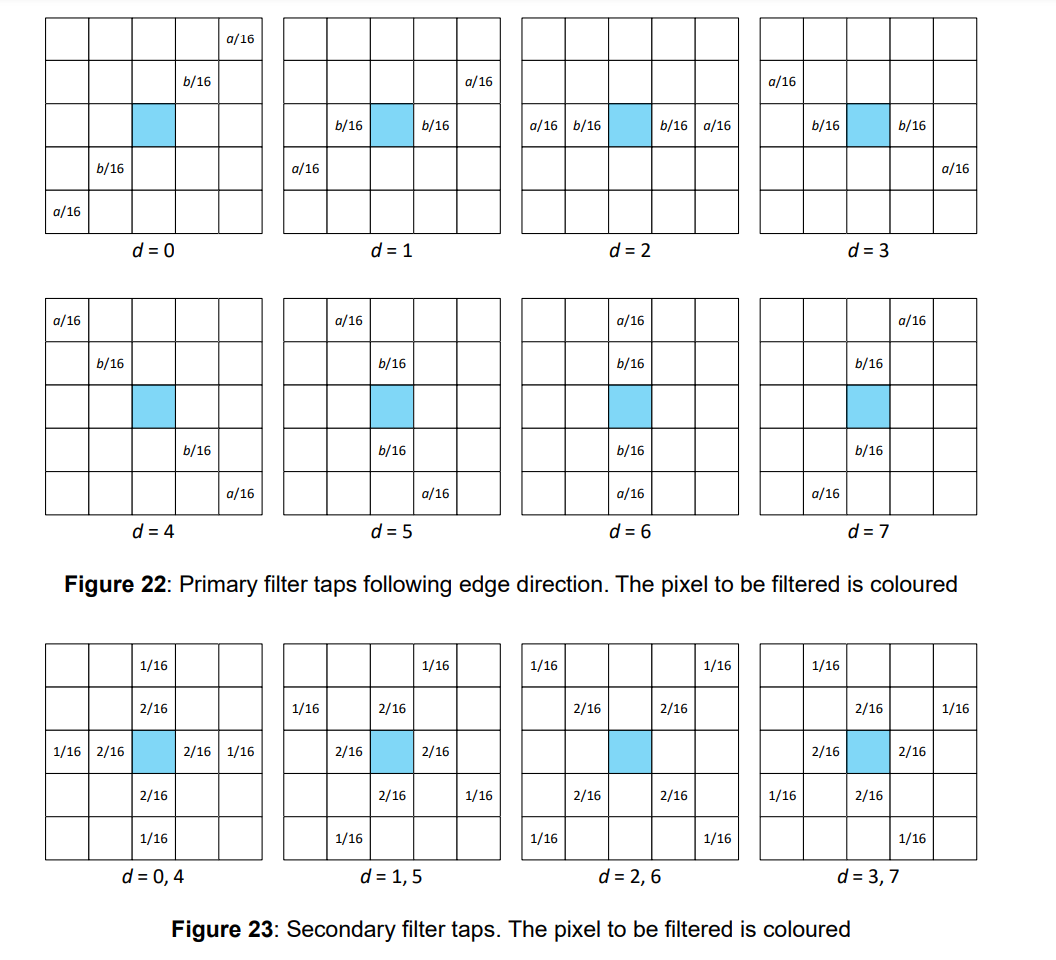 a/16
b/16 a/16
b/16 b/16 a/16 b/16 b/16 a/16 a/16 b/16 b/16
b/16 a/16 a/16
a/16
d = 0 d = 1 d = 2 d = 3
a/16 a/16 a/16 a/16
b/16 b/16 b/16 b/16
b/16 b/16 b/16 b/16
a/16 a/16 a/16 a/16
d = 4 d = 5 d = 6 d = 7
Figure 22: Primary filter taps following edge direction. The pixel to be filtered is coloured
1/16 1/16 1/16 1/16 1/16
2/16 1/16 2/16 2/16 2/16 2/16 1/16
1/16 2/16 2/16 1/16 2/16 2/16 2/16 2/16
2/16 2/16 1/16 2/16 2/16 1/16 2/16
1/16 1/16 1/16 1/16 1/16
d = 0, 4 d = 1, 5 d = 2, 6 d = 3, 7
Figure 23: Secondary filter taps. The pixel to be filtered is coloured